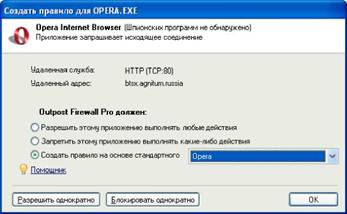 Создать правило для OPERA.EXE
Opera Internet Browser (Шпионских программ не обнаружено)
Приложение запрашивает исходящее соединение
Удаленная служба: HTTP (TCP:80)
Удаленный адрес: btsx.agnitum.russia
Outpost Firewall Pro должен:
Разрешить этому приложению выполнять любые действия
Запретить этому приложению выполнять какие-либо действия
Создать правило на основе стандартного Opera
Помощник
Разрешить однократно Блокировать однократно OK